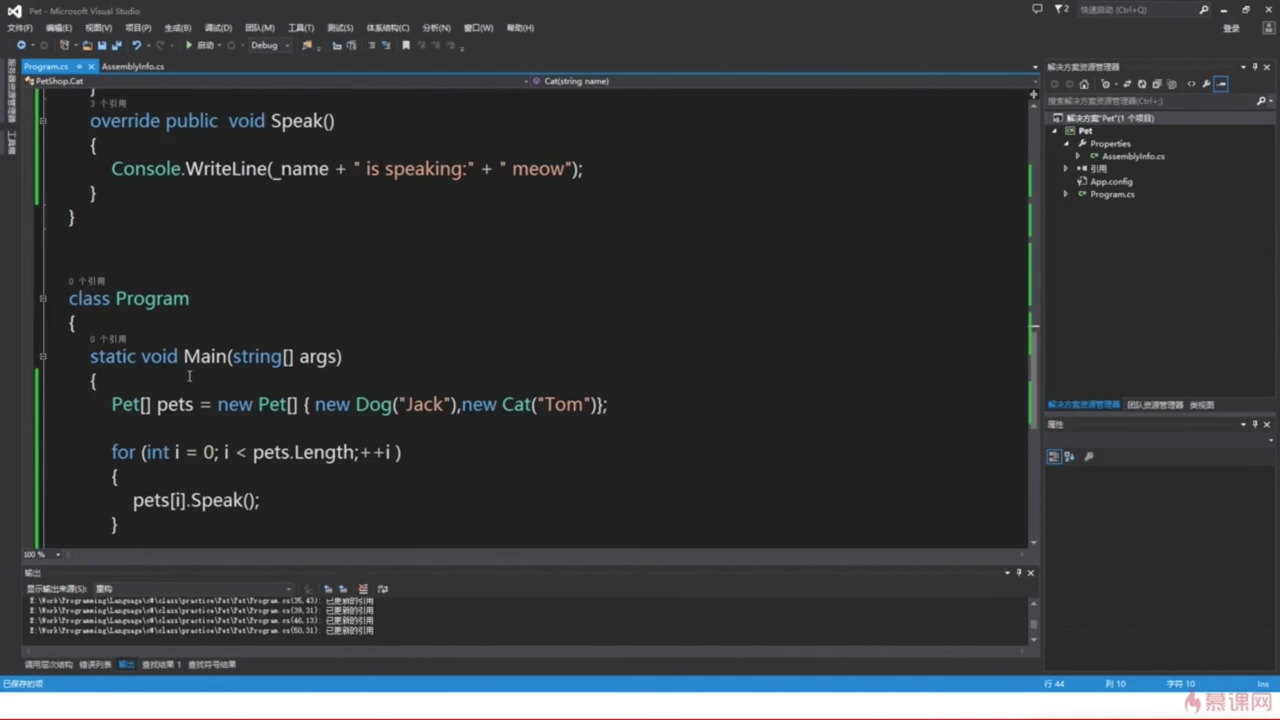 Pet - Microsoft Visual Studio
快速启动 (Ctrl+Q)
文件(F) 编辑(E) 视图(V) 项目(P) 生成(B) 调试(D) 团队(M) 工具(T) 测试(S) 体系结构(C) 分析(N) 窗口(W) 帮助(H)
登录
启动 Debug
Program.cs AssemblyInfo.cs
PetShop.Cat Cat(string name)
}
3 个引用
override public  void Speak()
{
Console.WriteLine(_name + " is speaking:" + " meow");
}
}
0 个引用
class Program
{
0 个引用
static void Main(string[] args)
{
Pet[] pets = new Pet[] { new Dog("Jack"),new Cat("Tom")};
for (int i = 0; i < pets.Length;++i )
{
pets[i].Speak();
}
100 %
输出
显示输出来源(S): 重构
E:\Work\Programming\Language\c#\class\practice\Pet\Pet\Program.cs(35,43): 已更新的引用
E:\Work\Programming\Language\c#\class\practice\Pet\Pet\Program.cs(39,31): 已更新的引用
E:\Work\Programming\Language\c#\class\practice\Pet\Pet\Program.cs(46,13): 已更新的引用
E:\Work\Programming\Language\c#\class\practice\Pet\Pet\Program.cs(50,31): 已更新的引用
调用层次结构 错误列表 输出 查找结果 1 查找符号结果
解决方案资源管理器
搜索解决方案资源管理器(Ctrl+;)
解决方案"Pet"(1 个项目)
Pet
Properties
AssemblyInfo.cs
引用
App.config
Program.cs
解决方案资源管理器 团队资源管理器 类视图
属性
已保存的项 行 44 列 10 字符 10 Ins
慕课网